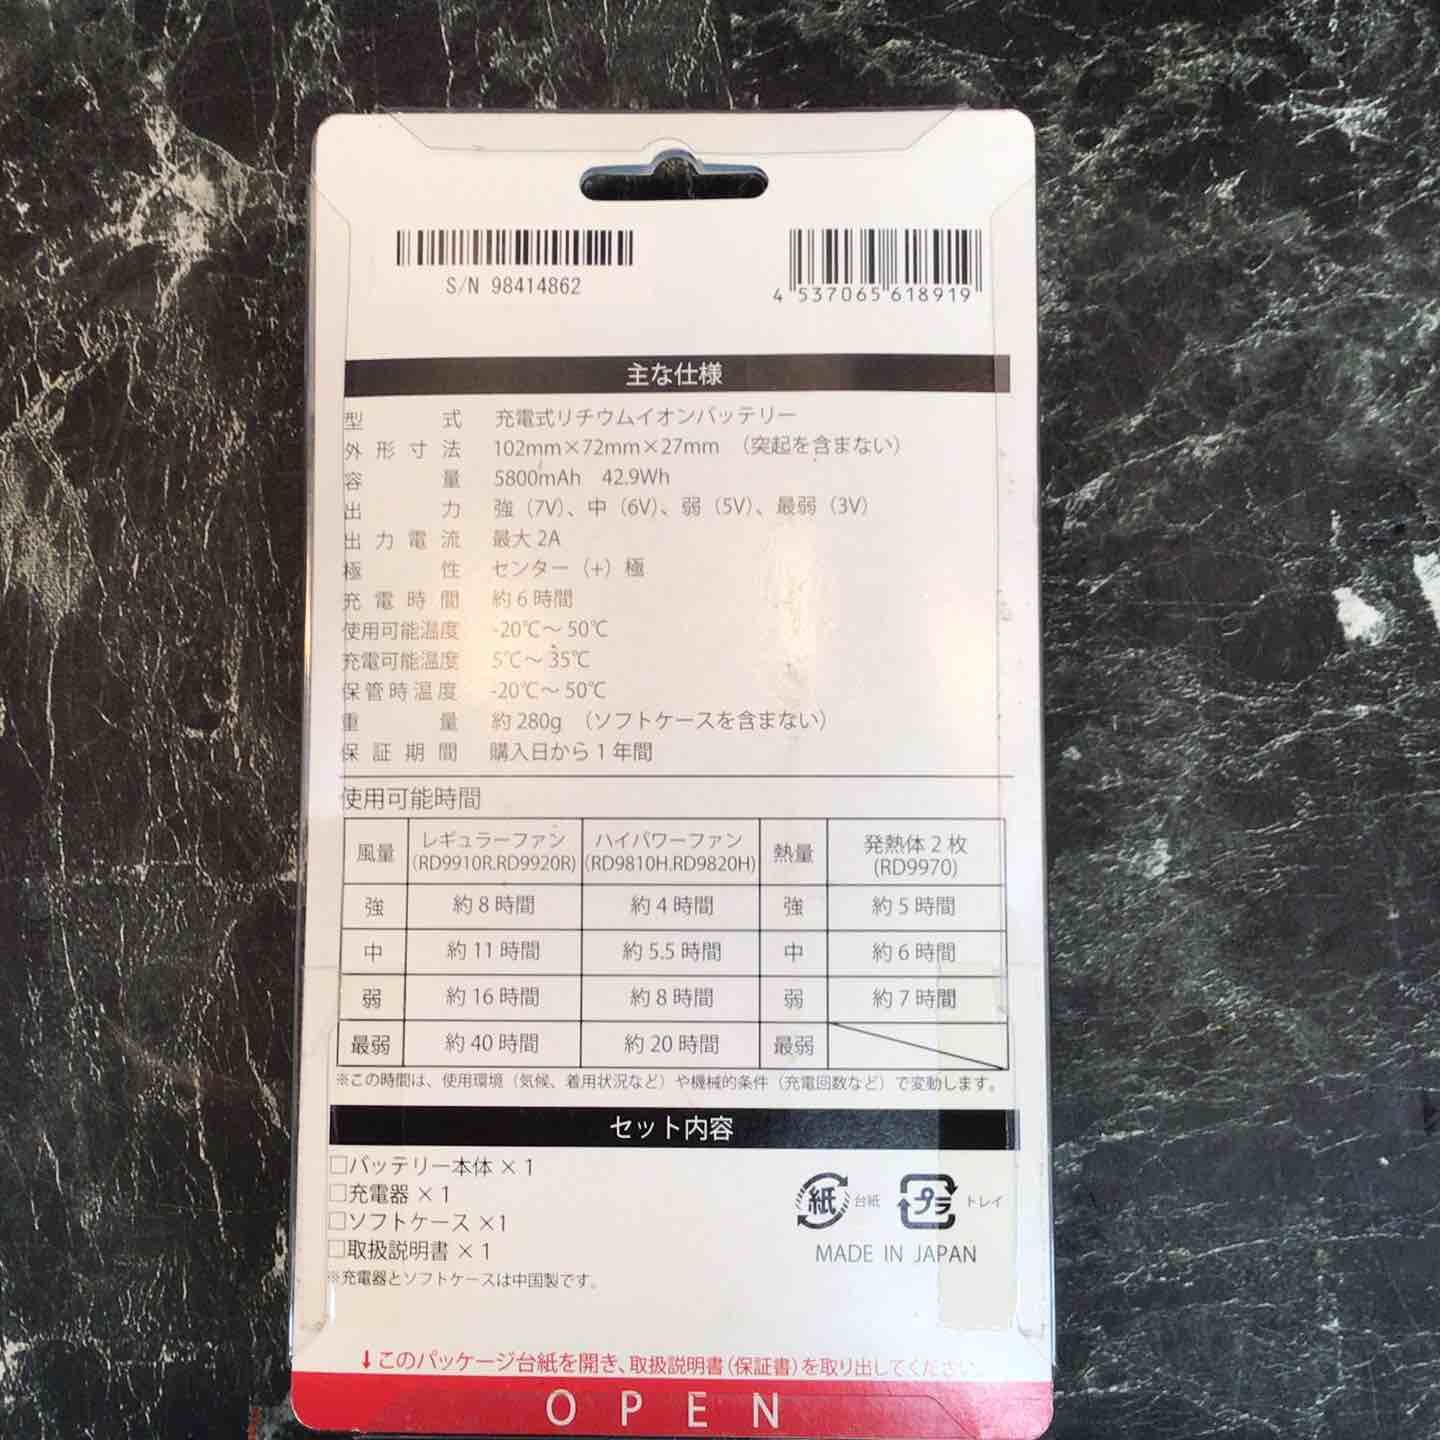 S/N 98414862
4 537065 618919
主な仕様
型式 充電式リチウムイオンバッテリー
外形寸法 102mm×72mm×27mm （突起を含まない）
容量 5800mAh 42.9Wh
出力 強（7V）、中（6V）、弱（5V）、最弱（3V）
出力電流 最大2A
極性 センター（+）極
充電時間 約6時間
使用可能温度 -20℃～50℃
充電可能温度 5℃～35℃
保管時温度 -20℃～50℃
重量 約280g （ソフトケースを含まない）
保証期間 購入日から1年間
使用可能時間
風量 レギュラーファン(RD9910R.RD9920R) ハイパワーファン(RD9810H.RD9820H) 熱量 発熱体2枚(RD9970)
強 約8時間 約4時間 強 約5時間
中 約11時間 約5.5時間 中 約6時間
弱 約16時間 約8時間 弱 約7時間
最弱 約40時間 約20時間 最弱
※この時間は、使用環境（気候、着用状況など）や機械的条件（充電回数など）で変動します。
セット内容
□バッテリー本体×1
□充電器×1
□ソフトケース×1
□取扱説明書×1
※充電器とソフトケースは中国製です。
紙 台紙 プラ トレイ
MADE IN JAPAN
↓このパッケージ台紙を開き、取扱説明書（保証書）を取り出してください。
OPEN